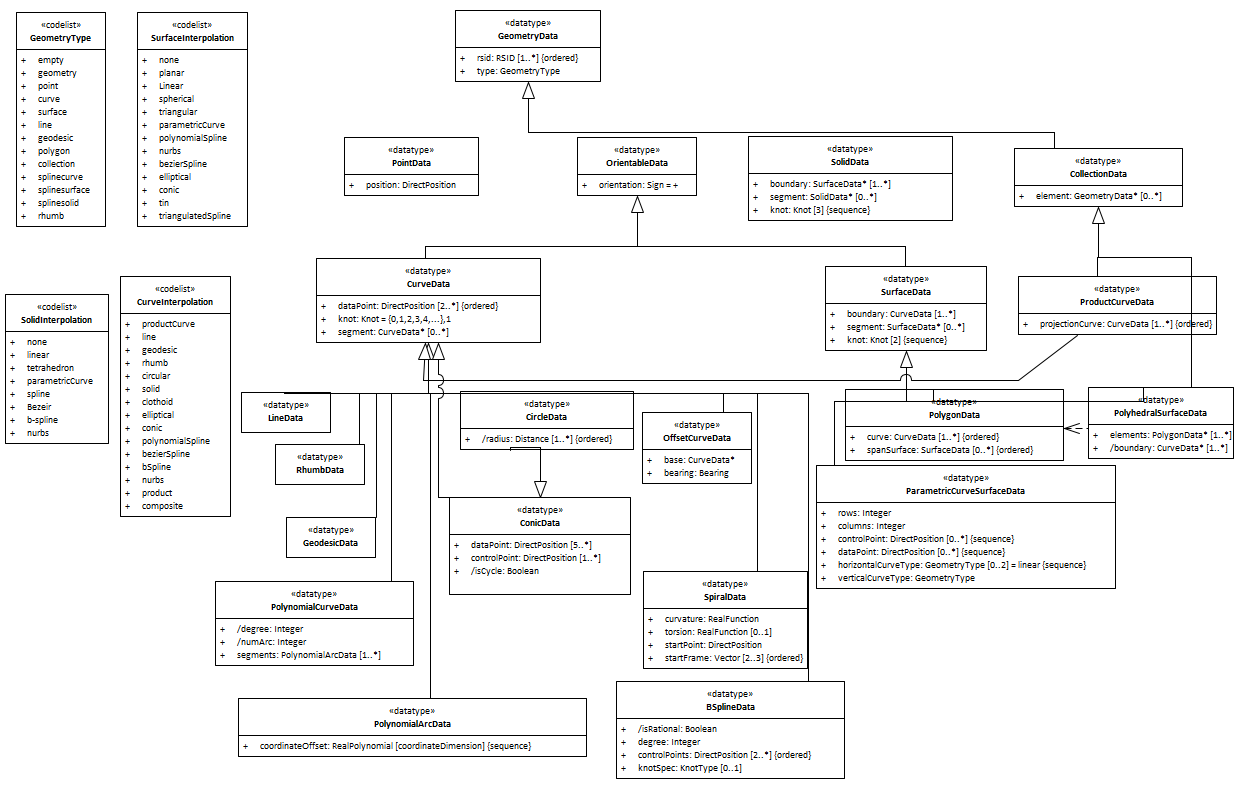 «codelist»
GeometryType
+ empty
+ geometry
+ point
+ curve
+ surface
+ line
+ geodesic
+ polygon
+ collection
+ splinecurve
+ splinesurface
+ splinesolid
+ rhumb
«codelist»
SurfaceInterpolation
+ none
+ planar
+ Linear
+ spherical
+ triangular
+ parametricCurve
+ polynomialSpline
+ nurbs
+ bezierSpline
+ elliptical
+ conic
+ tin
+ triangulatedSpline
«datatype»
GeometryData
+ rsid: RSID [1..*] {ordered}
+ type: GeometryType
«datatype»
PointData
+ position: DirectPosition
«datatype»
OrientableData
+ orientation: Sign = +
«datatype»
SolidData
+ boundary: SurfaceData* [1..*]
+ segment: SolidData* [0..*]
+ knot: Knot [3] {sequence}
«datatype»
CollectionData
+ element: GeometryData* [0..*]
«codelist»
SolidInterpolation
+ none
+ linear
+ tetrahedron
+ parametricCurve
+ spline
+ Bezeir
+ b-spline
+ nurbs
«codelist»
CurveInterpolation
+ productCurve
+ line
+ geodesic
+ rhumb
+ circular
+ solid
+ clothoid
+ elliptical
+ conic
+ polynomialSpline
+ bezierSpline
+ bSpline
+ nurbs
+ product
+ composite
«datatype»
CurveData
+ dataPoint: DirectPosition [2..*] {ordered}
+ knot: Knot = {0,1,2,3,4,...},1
+ segment: CurveData* [0..*]
«datatype»
SurfaceData
+ boundary: CurveData [1..*]
+ segment: SurfaceData* [0..*]
+ knot: Knot [2] {sequence}
«datatype»
ProductCurveData
+ projectionCurve: CurveData [1..*] {ordered}
«datatype»
LineData
«datatype»
RhumbData
«datatype»
GeodesicData
«datatype»
CircleData
+ /radius: Distance [1..*] {ordered}
«datatype»
OffsetCurveData
+ base: CurveData*
+ bearing: Bearing
«datatype»
PolygonData
+ curve: CurveData [1..*] {ordered}
+ spanSurface: SurfaceData [0..*] {ordered}
«datatype»
PolyhedralSurfaceData
+ elements: PolygonData* [1..*]
+ /boundary: CurveData* [1..*]
«datatype»
ParametricCurveSurfaceData
+ rows: Integer
+ columns: Integer
+ controlPoint: DirectPosition [0..*] {sequence}
+ dataPoint: DirectPosition [0..*] {sequence}
+ horizontalCurveType: GeometryType [0..2] = linear {sequence}
+ verticalCurveType: GeometryType
«datatype»
ConicData
+ dataPoint: DirectPosition [5..*]
+ controlPoint: DirectPosition [1..*]
+ /isCycle: Boolean
«datatype»
PolynomialCurveData
+ /degree: Integer
+ /numArc: Integer
+ segments: PolynomialArcData [1..*]
«datatype»
SpiralData
+ curvature: RealFunction
+ torsion: RealFunction [0..1]
+ startPoint: DirectPosition
+ startFrame: Vector [2..3] {ordered}
«datatype»
PolynomialArcData
+ coordinateOffset: RealPolynomial [coordinateDimension] {sequence}
«datatype»
BSplineData
+ /isRational: Boolean
+ degree: Integer
+ controlPoints: DirectPosition [2..*] {ordered}
+ knotSpec: KnotType [0..1]